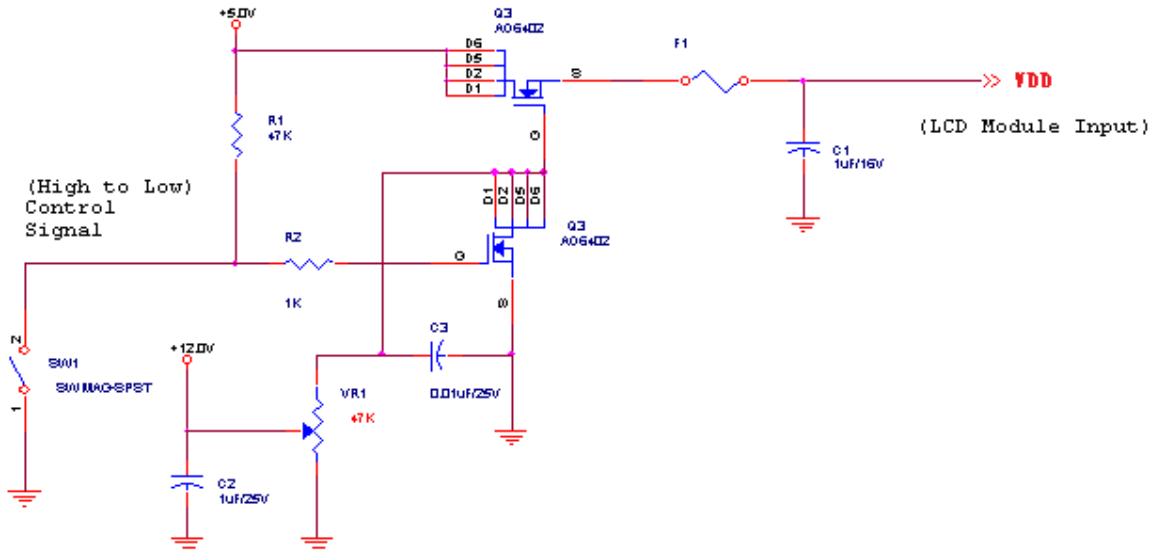 +5.0V
Q3
AO6402
D6
D5
D2
D1
S
G
F1
VDD
(LCD Module Input)
R1
47K
C1
1uF/16V
(High to Low)
Control
Signal
D1
D2
D5
D6
Q3
AO6402
R2
G
1K
S
C3
0.01uF/25V
2
SW1
SW MAG-SPST
1
+12.0V
VR1
47K
C2
1uF/25V